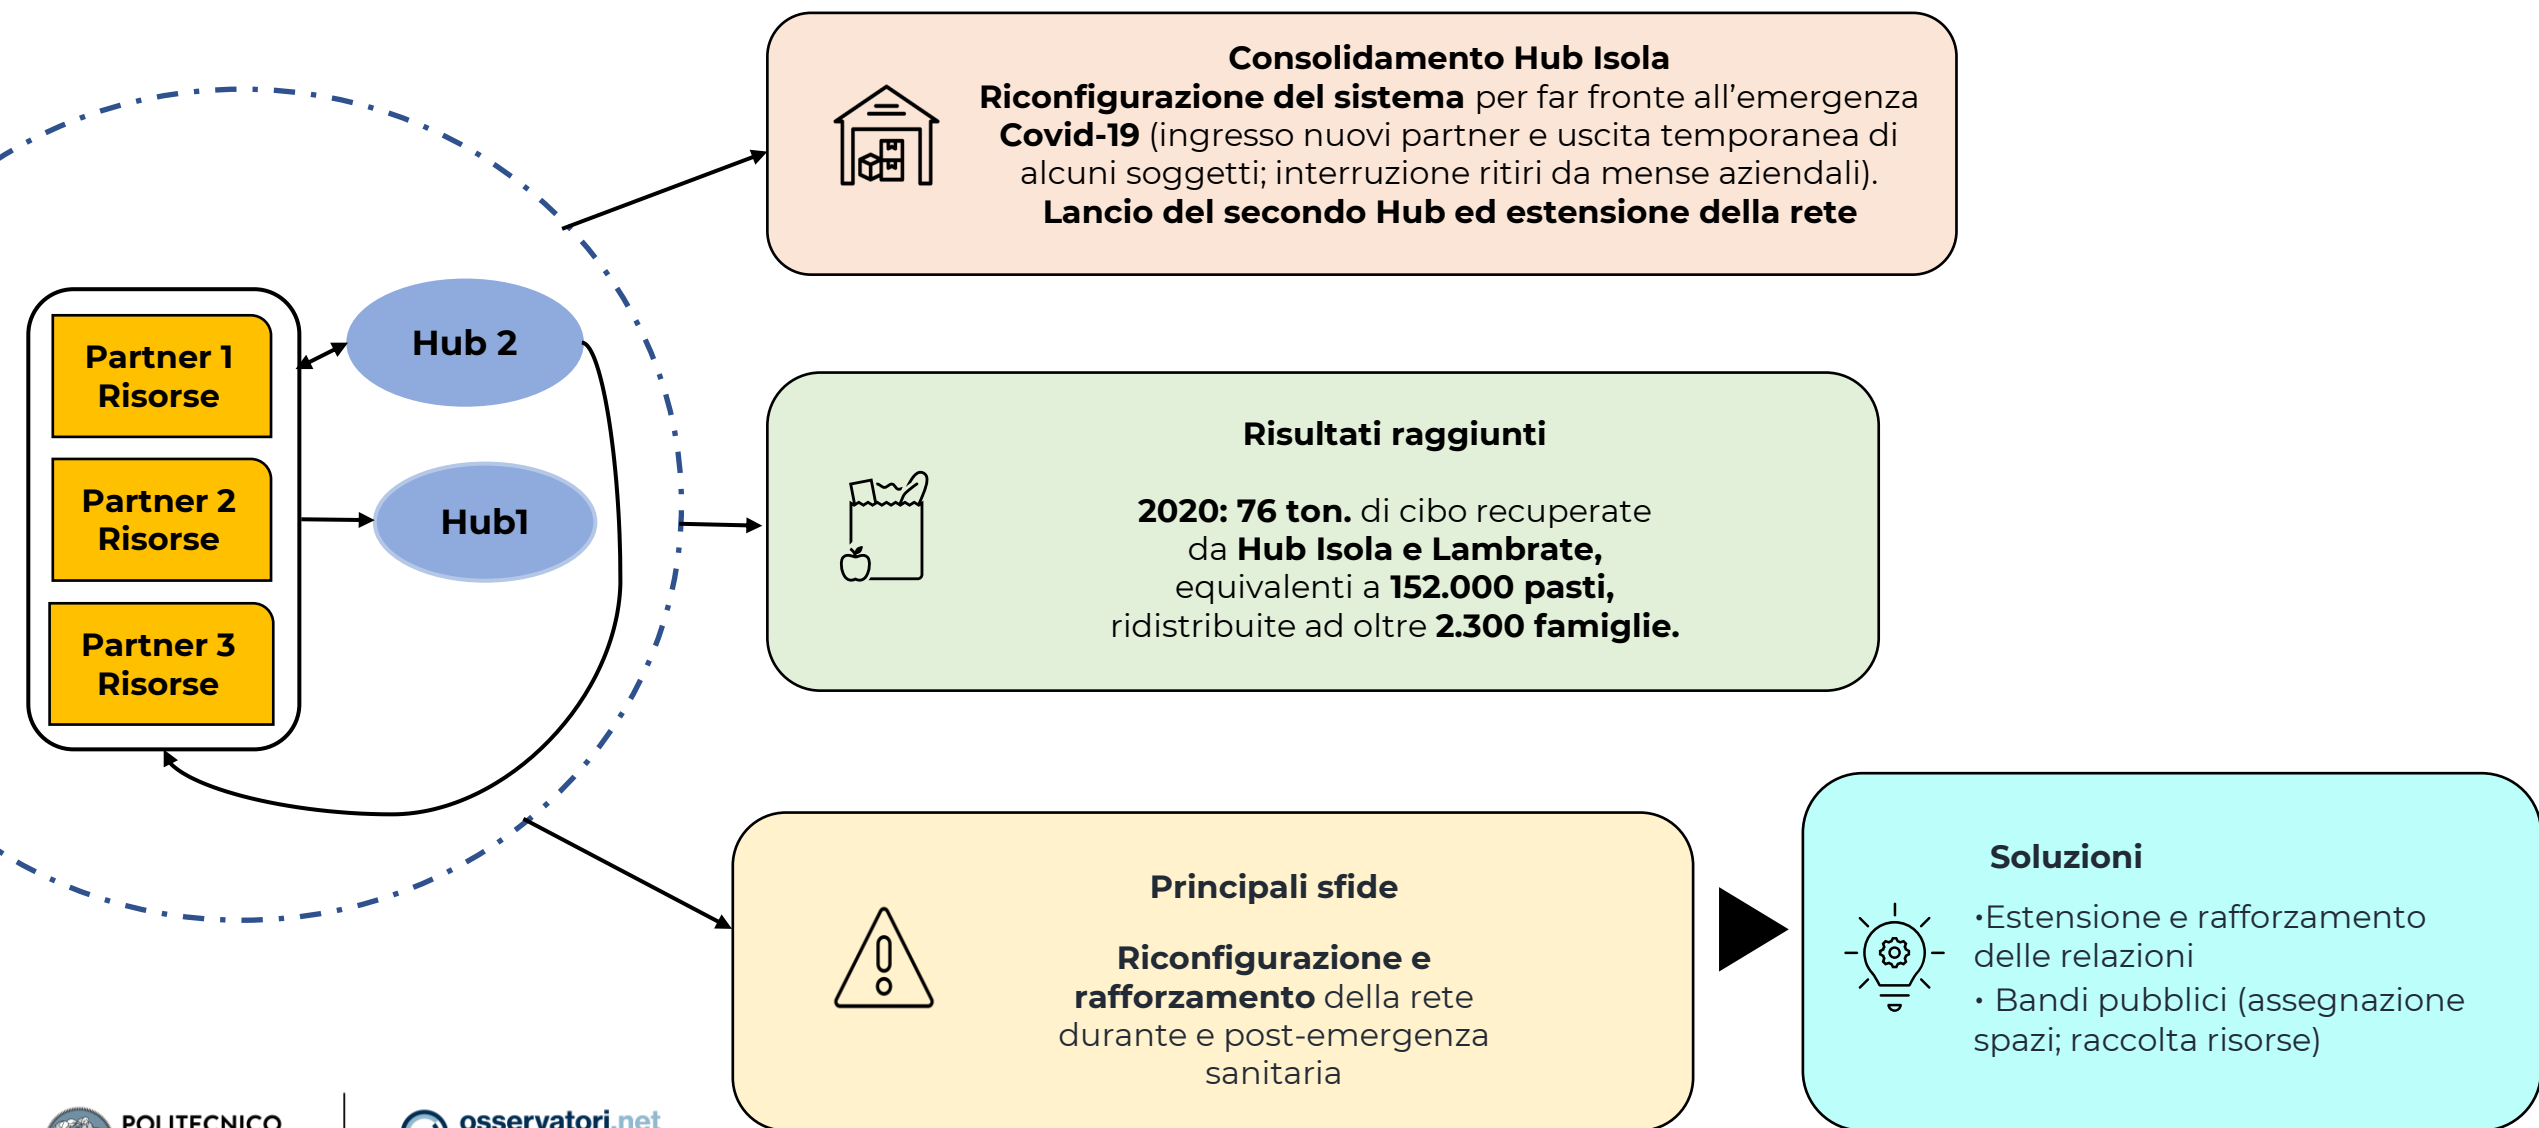 Consolidamento Hub Isola
Riconfigurazione del sistema per far fronte all'emergenza
Covid-19 (ingresso nuovi partner e uscita temporanea di
alcuni soggetti; interruzione ritiri da mense aziendali).
Lancio del secondo Hub ed estensione della rete
Partner 1
Risorse
Partner 2
Risorse
Partner 3
Risorse
Hub 2
Hub1
Risultati raggiunti
2020: 76 ton. di cibo recuperate
da Hub Isola e Lambrate,
equivalenti a 152.000 pasti,
ridistribuite ad oltre 2.300 famiglie.
Principali sfide
Riconfigurazione e
rafforzamento della rete
durante e post-emergenza
sanitaria
Soluzioni
•Estensione e rafforzamento
delle relazioni
• Bandi pubblici (assegnazione
spazi; raccolta risorse)
POLITECNICO
osservatori.net